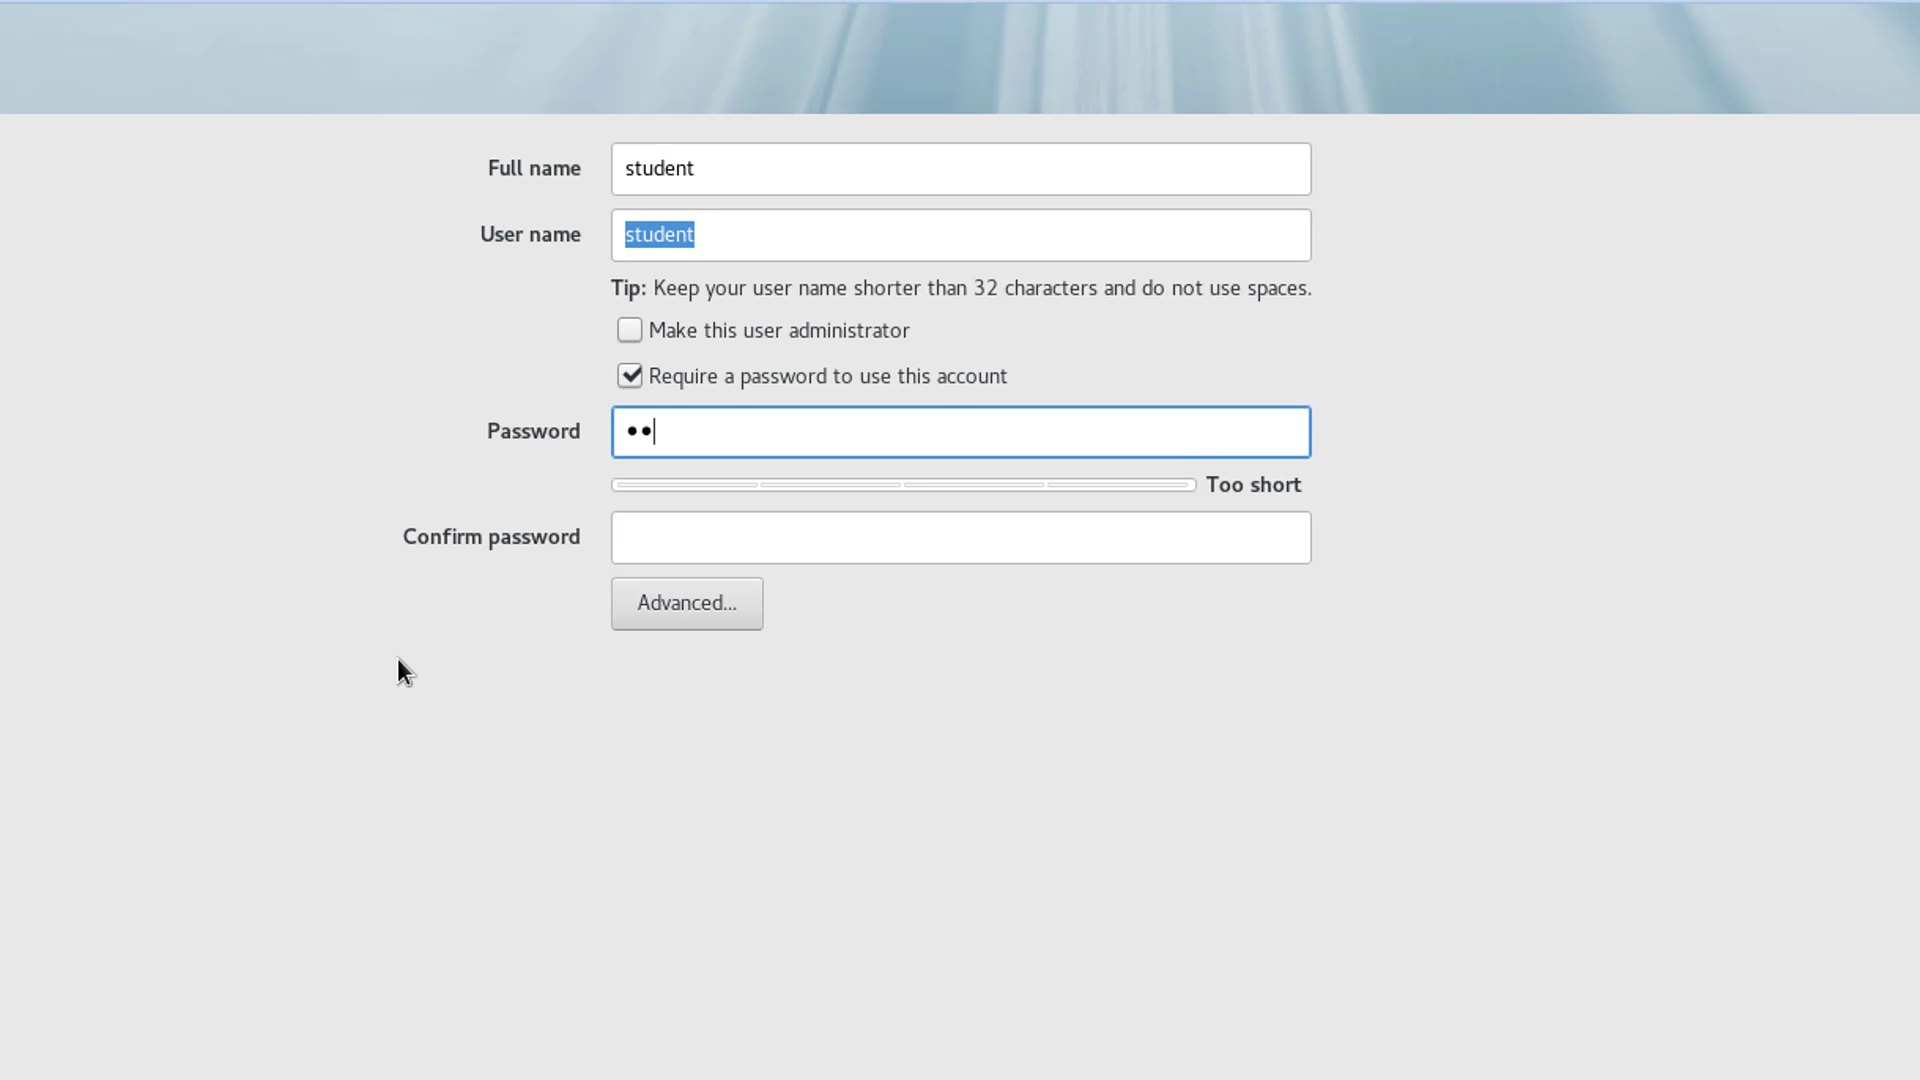 Full name student
User name student
Tip: Keep your user name shorter than 32 characters and do not use spaces.
Make this user administrator
Require a password to use this account
Password ●●
Too short
Confirm password
Advanced...